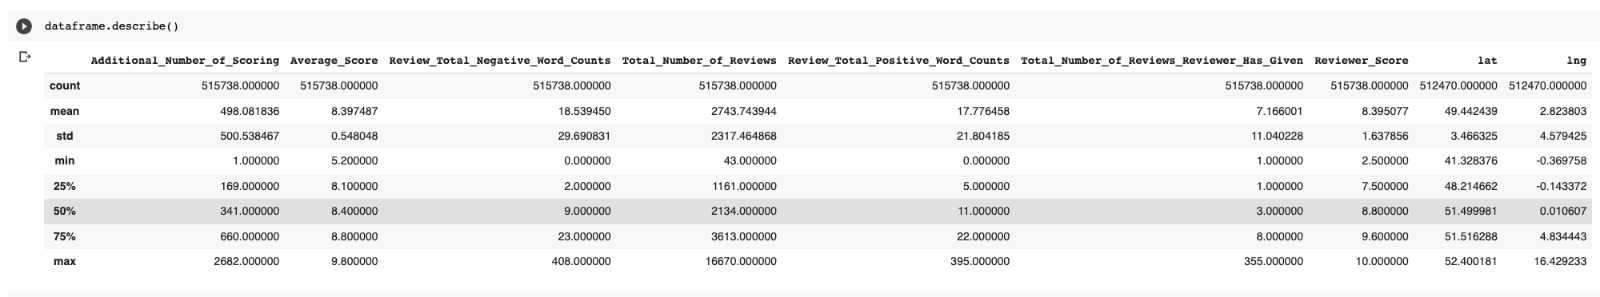 dataframe.describe()
Additional_Number_of_Scoring Average_Score Review_Total_Negative_Word_Counts Total_Number_of_Reviews Review_Total_Positive_Word_Counts Total_Number_of_Reviews_Reviewer_Has_Given Reviewer_Score lat lng
count 515738.000000 515738.000000 515738.000000 515738.000000 515738.000000 515738.000000 515738.000000 512470.000000 512470.000000
mean 498.081836 8.397487 18.539450 2743.743944 17.776458 7.166001 8.395077 49.442439 2.823803
std 500.538467 0.548048 29.690831 2317.464868 21.804185 11.040228 1.637856 3.466325 4.579425
min 1.000000 5.200000 0.000000 43.000000 0.000000 1.000000 2.500000 41.328376 -0.369758
25% 169.000000 8.100000 2.000000 1161.000000 5.000000 1.000000 7.500000 48.214662 -0.143372
50% 341.000000 8.400000 9.000000 2134.000000 11.000000 3.000000 8.800000 51.499981 0.010607
75% 660.000000 8.800000 23.000000 3613.000000 22.000000 8.000000 9.600000 51.516288 4.834443
max 2682.000000 9.800000 408.000000 16670.000000 395.000000 355.000000 10.000000 52.400181 16.429233